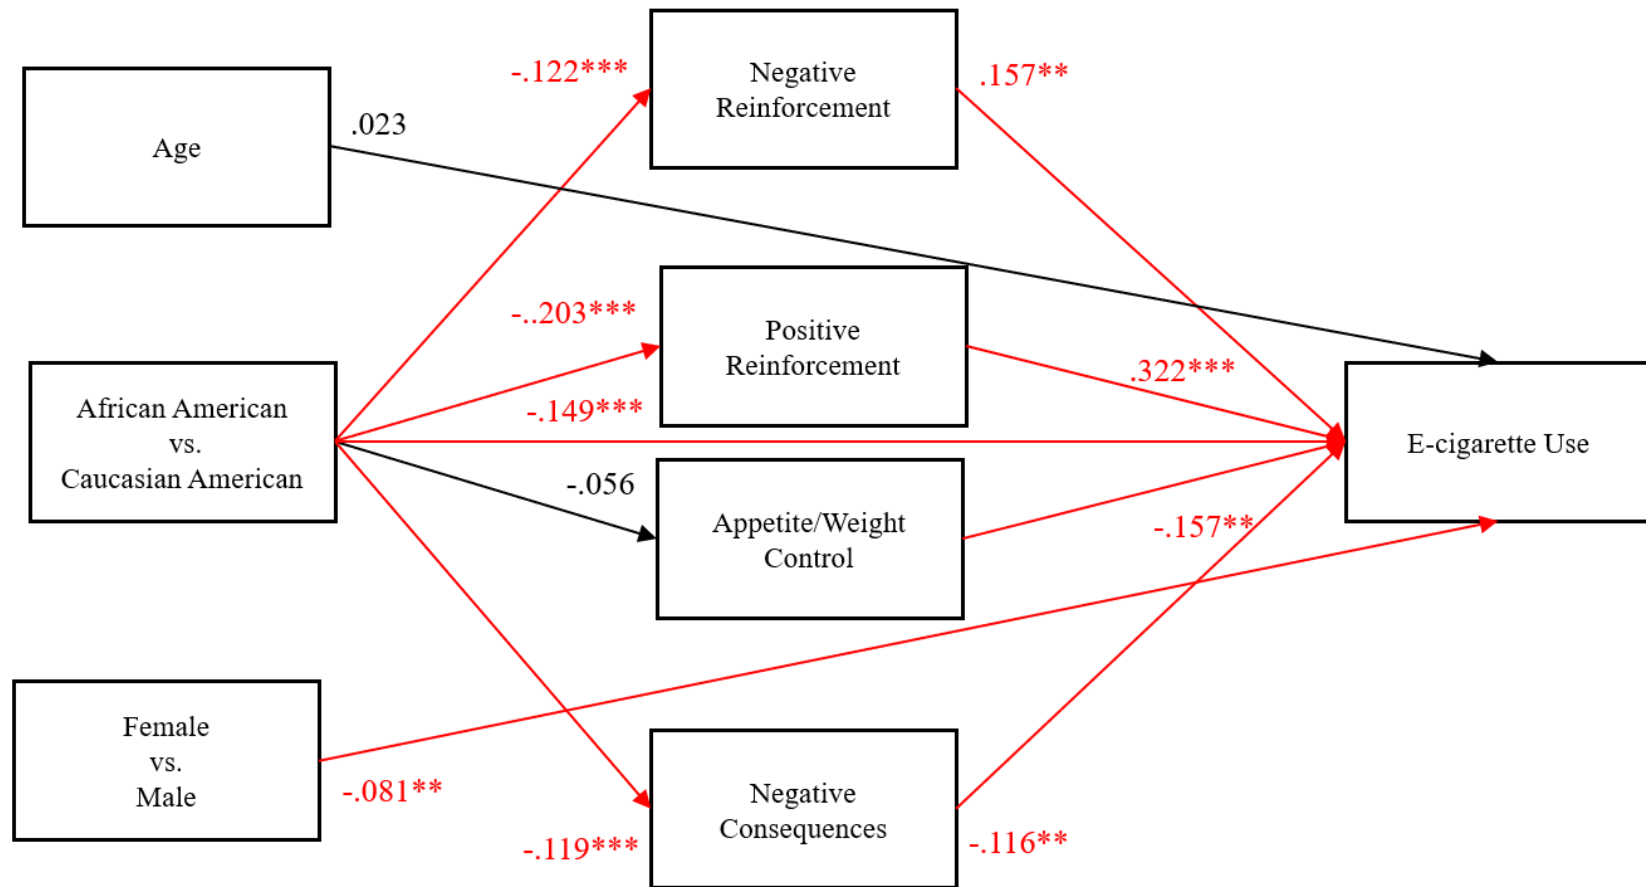 -.122***
Negative
Reinforcement
.157**
Age
.023
-..203***
Positive
Reinforcement
.322***
African American
vs.
Caucasian American
-.149***
E-cigarette Use
-.056
Appetite/Weight
Control
-.157**
Female
vs.
Male
-.081**
Negative
Consequences
-.119***
-.116**